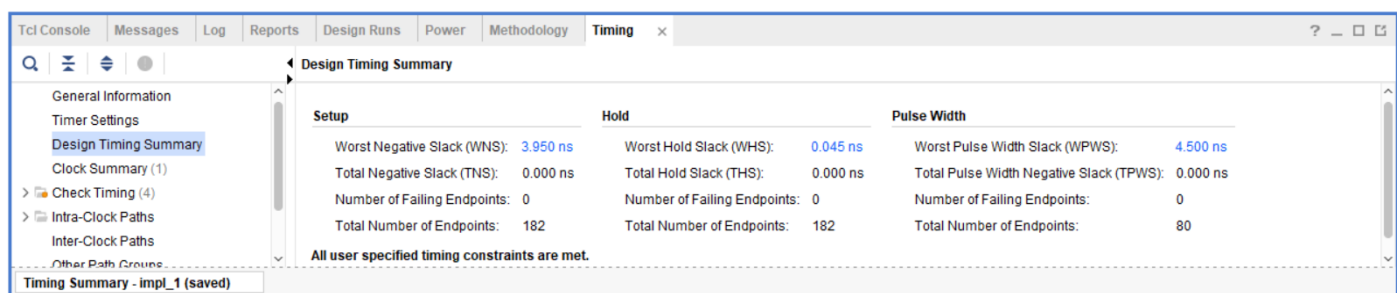 Tcl Console Messages Log Reports Design Runs Power Methodology Timing ×
?
General Information
Timer Settings
Design Timing Summary
Clock Summary (1)
> Check Timing (4)
> Intra-Clock Paths
Inter-Clock Paths
Other Path Groups
Design Timing Summary
Setup
Worst Negative Slack (WNS): 3.950 ns
Total Negative Slack (TNS): 0.000 ns
Number of Failing Endpoints: 0
Total Number of Endpoints: 182
Hold
Worst Hold Slack (WHS): 0.045 ns
Total Hold Slack (THS): 0.000 ns
Number of Failing Endpoints: 0
Total Number of Endpoints: 182
Pulse Width
Worst Pulse Width Slack (WPWS): 4.500 ns
Total Pulse Width Negative Slack (TPWS): 0.000 ns
Number of Failing Endpoints: 0
Total Number of Endpoints: 80
All user specified timing constraints are met.
Timing Summary - impl_1 (saved)